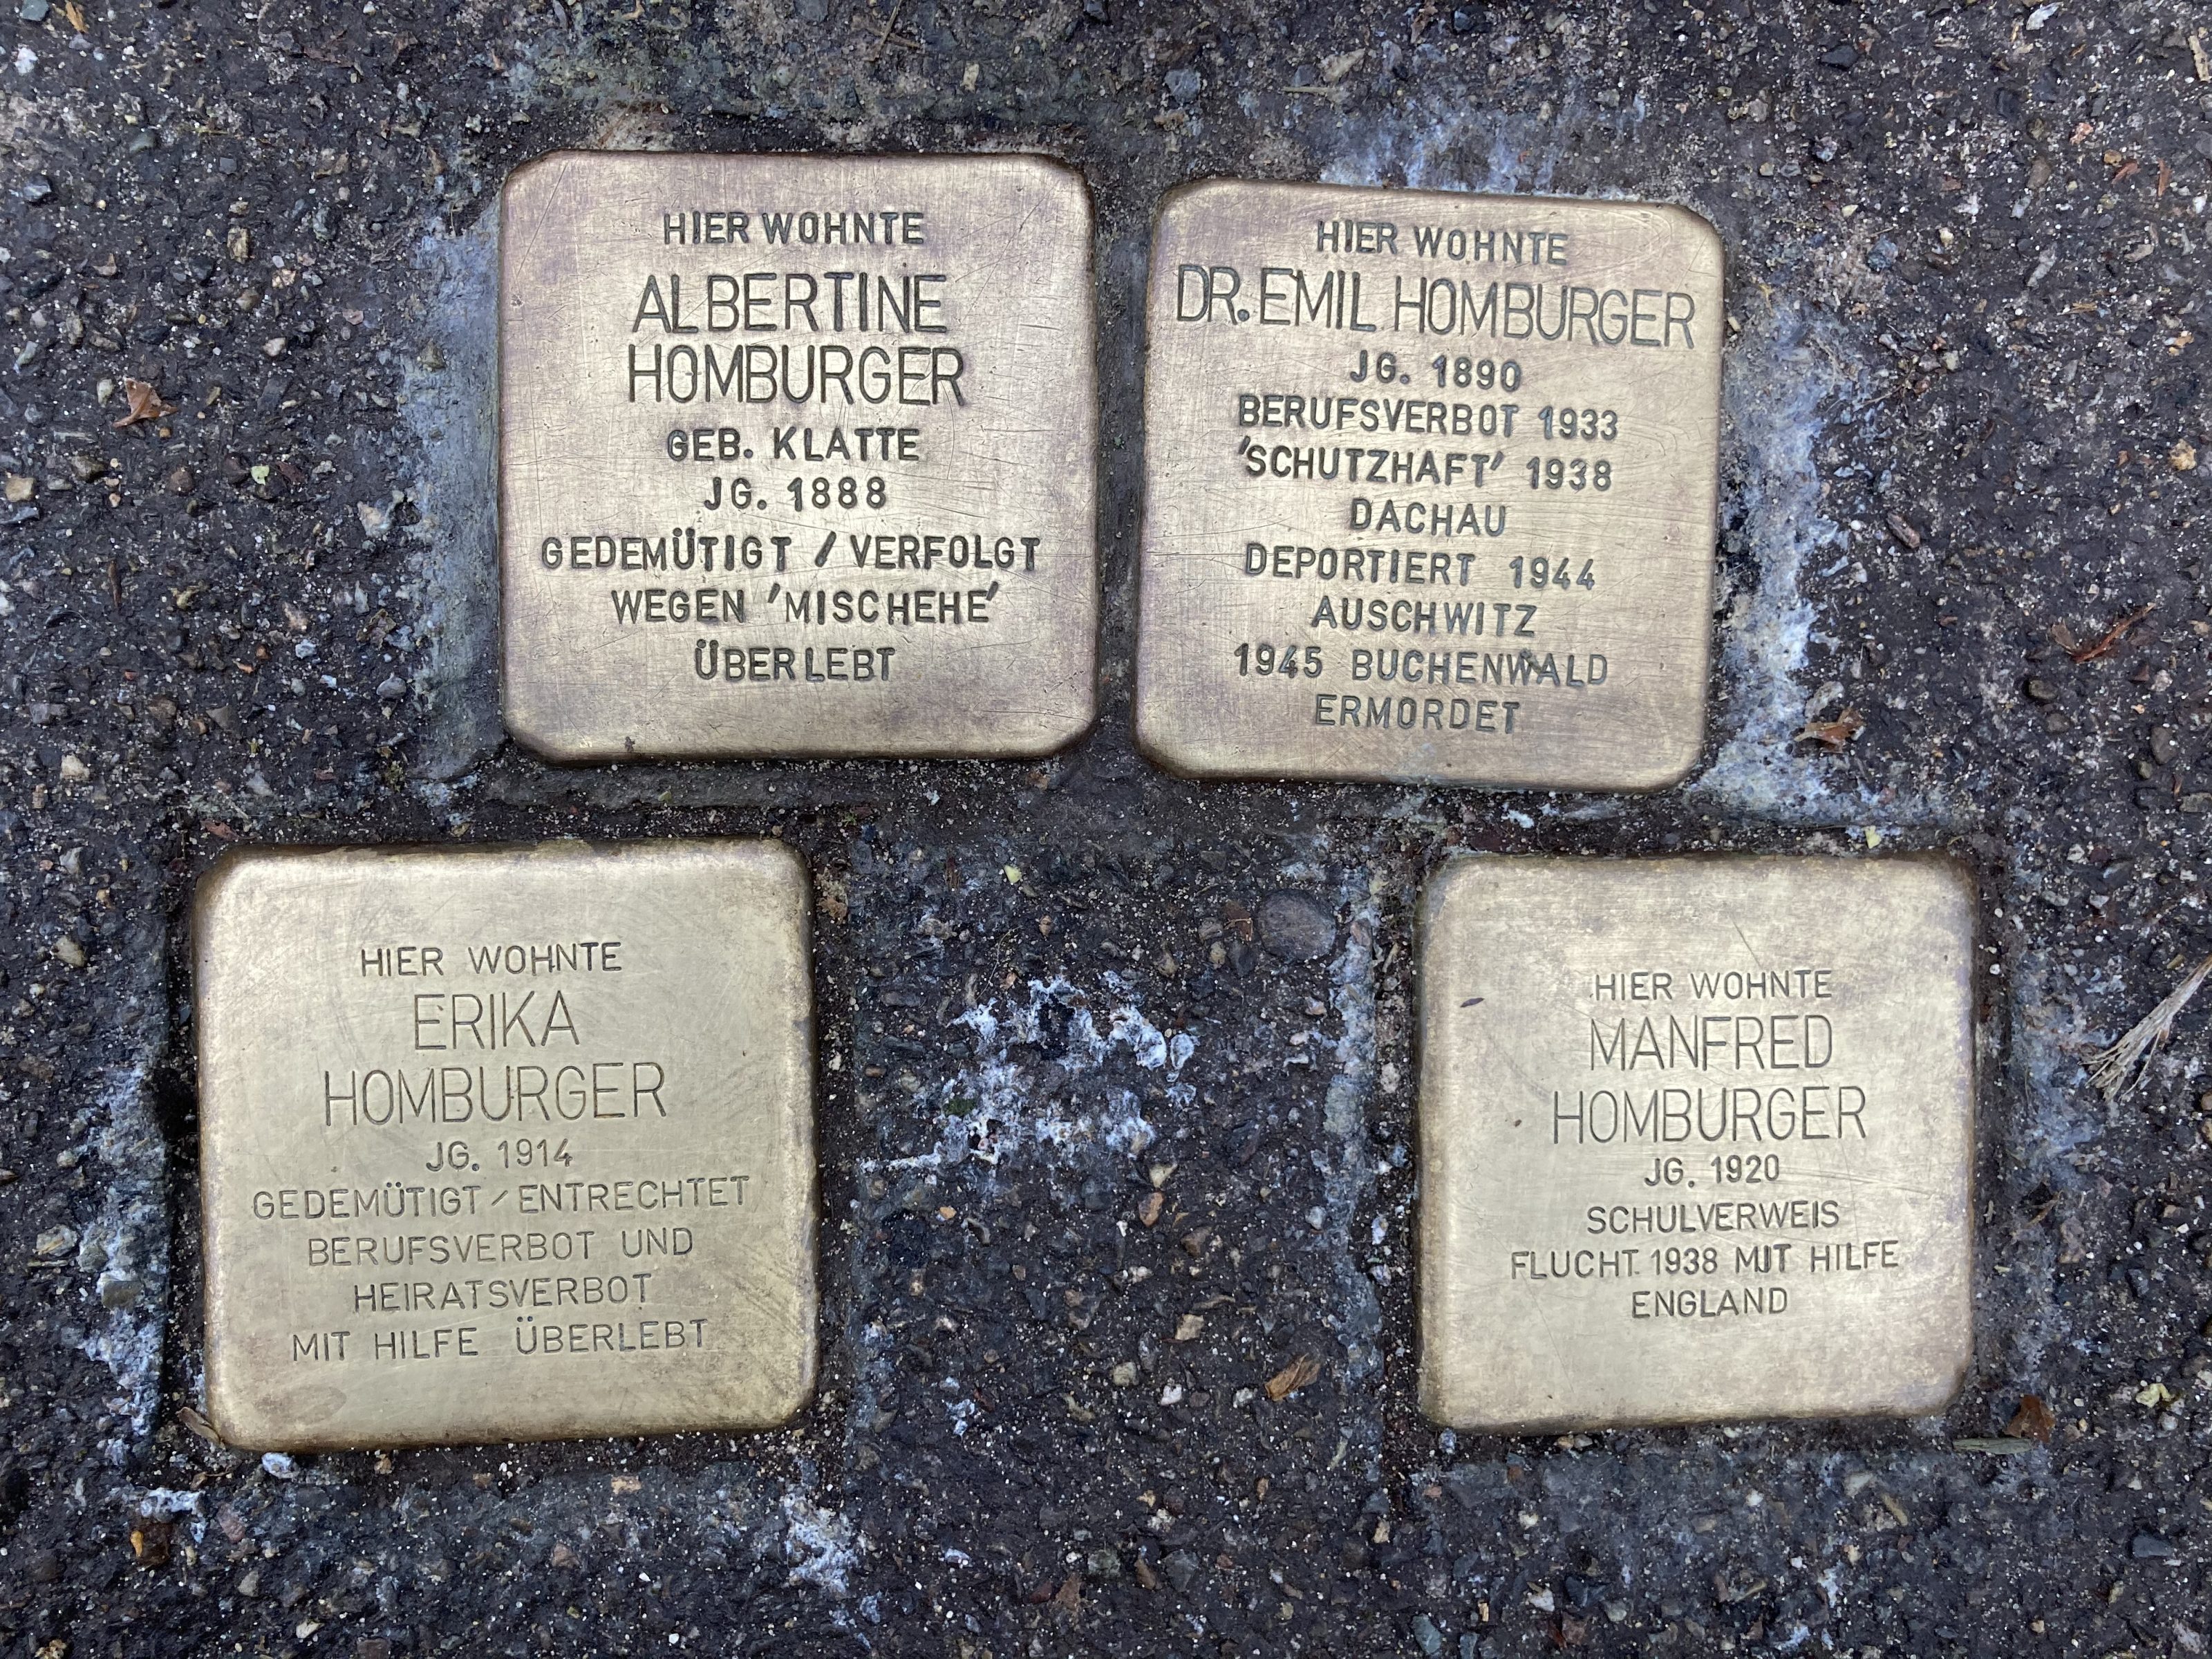 HIER WOHNTE
ALBERTINE
HOMBURGER
GEB. KLATTE
JG. 1888
GEDEMÜTIGT / VERFOLGT
WEGEN 'MISCHEHE'
ÜBERLEBT
HIER WOHNTE
DR. EMIL HOMBURGER
JG. 1890
BERUFSVERBOT 1933
'SCHUTZHAFT' 1938
DACHAU
DEPORTIERT 1944
AUSCHWITZ
1945 BUCHENWALD
ERMORDET
HIER WOHNTE
ERIKA
HOMBURGER
JG. 1914
GEDEMÜTIGT / ENTRECHTET
BERUFSVERBOT UND
HEIRATSVERBOT
MIT HILFE ÜBERLEBT
HIER WOHNTE
MANFRED
HOMBURGER
JG. 1920
SCHULVERWEIS
FLUCHT 1938 MIT HILFE
ENGLAND